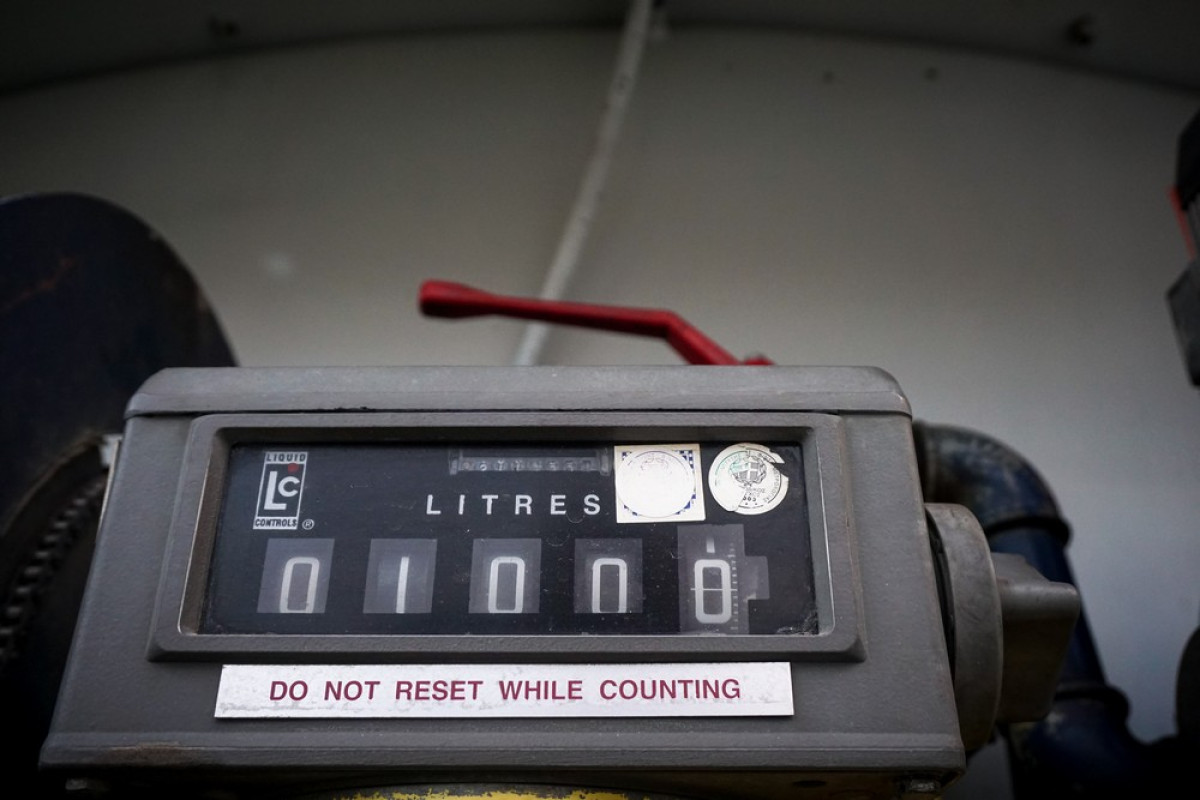 LIQUID
LC
CONTROLS ®
LITRES
01000
DO NOT RESET WHILE COUNTING